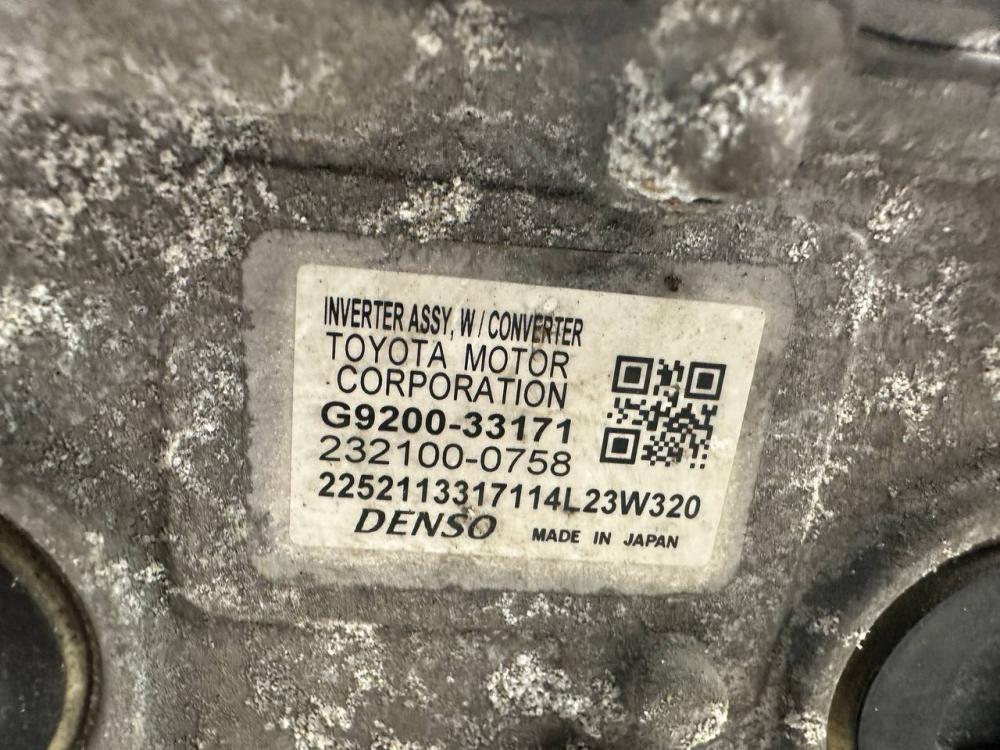 INVERTER ASSY, W / CONVERTER
TOYOTA MOTOR
CORPORATION
G9200-33171
232100-0758
2252113317114L23W320
DENSO MADE IN JAPAN